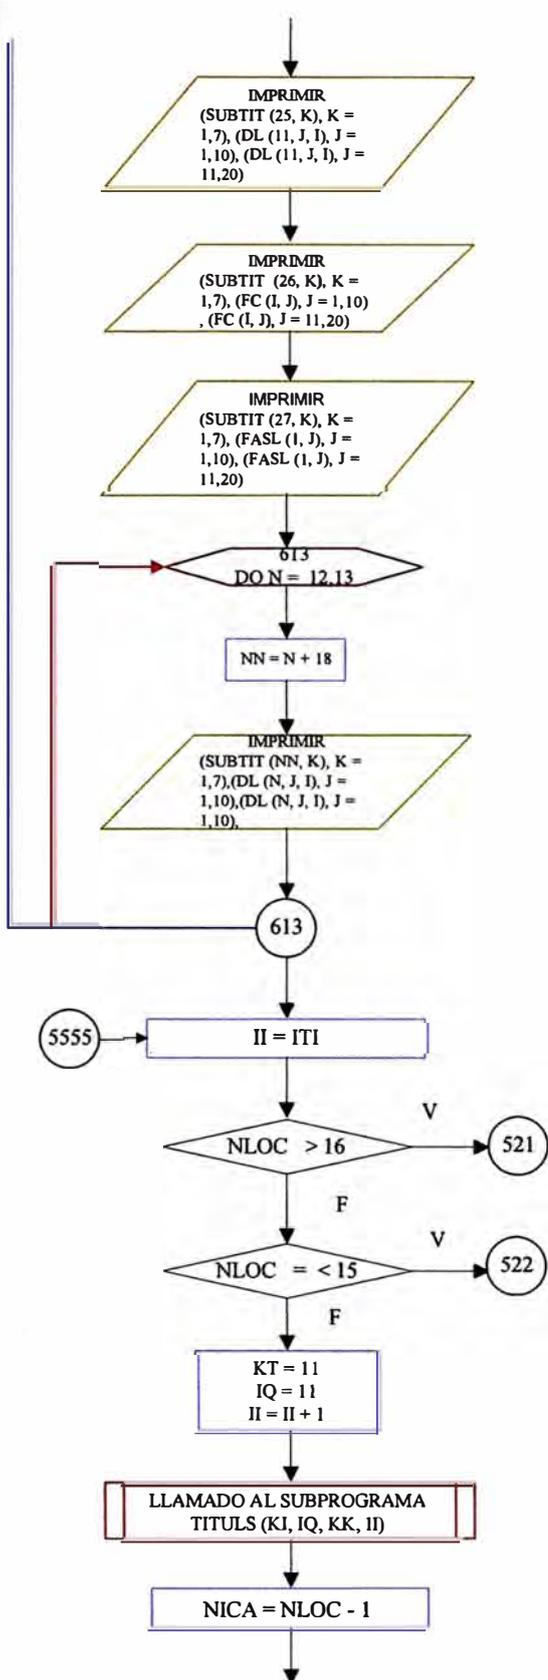 IMPRIMIR
(SUBTIT (25, K), K =
1,7), (DL (11, J, I), J =
1,10), (DL (11, J, I), J =
11,20)
IMPRIMIR
(SUBTIT (26, K), K =
1,7), (FC (I, J), J = 1,10)
, (FC (I, J), J = 11,20)
IMPRIMIR
(SUBTIT (27, K), K =
1,7), (FASL (1, J), J =
1,10), (FASL (1, J), J =
11,20)
613
DO N = 12,13
NN = N + 18
IMPRIMIR
(SUBTIT (NN, K), K =
1,7),(DL (N, J, I), J =
1,10),(DL (N, J, I), J =
1,10),
613
5555
II = ITI
NLOC > 16
V
521
F
NLOC = < 15
V
522
F
KT = 11
IQ = 11
II = II + 1
LLAMADO AL SUBPROGRAMA
TITULS (KI, IQ, KK, II)
NICA = NLOC - 1